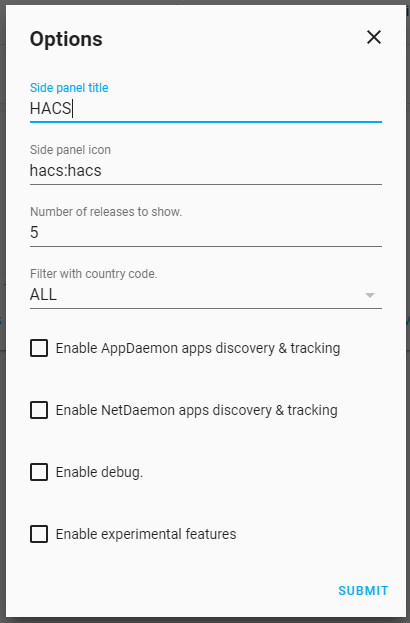 Options
Side panel title
HACS
Side panel icon
hacs:hacs
Number of releases to show.
5
Filter with country code.
ALL
Enable AppDaemon apps discovery & tracking
Enable NetDaemon apps discovery & tracking
Enable debug.
Enable experimental features
SUBMIT